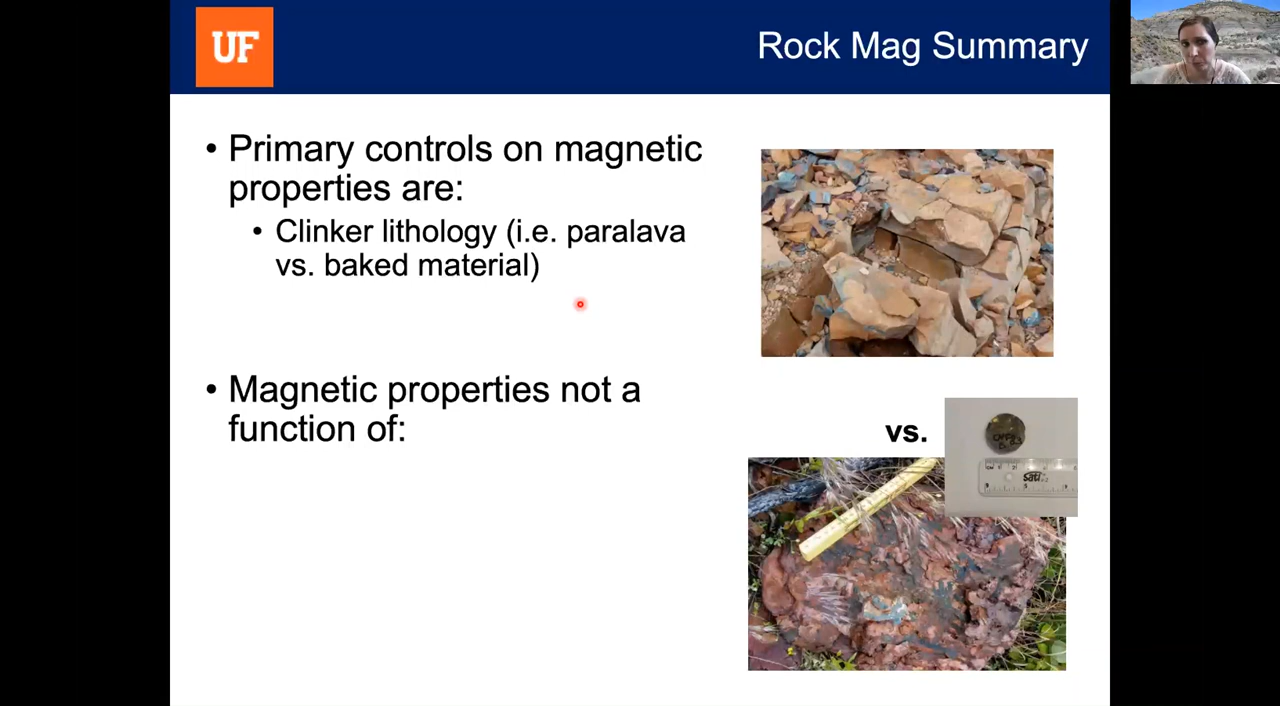 UF
Rock Mag Summary
• Primary controls on magnetic
properties are:
• Clinker lithology (i.e. paralava
vs. baked material)
• Magnetic properties not a
function of:
vs.